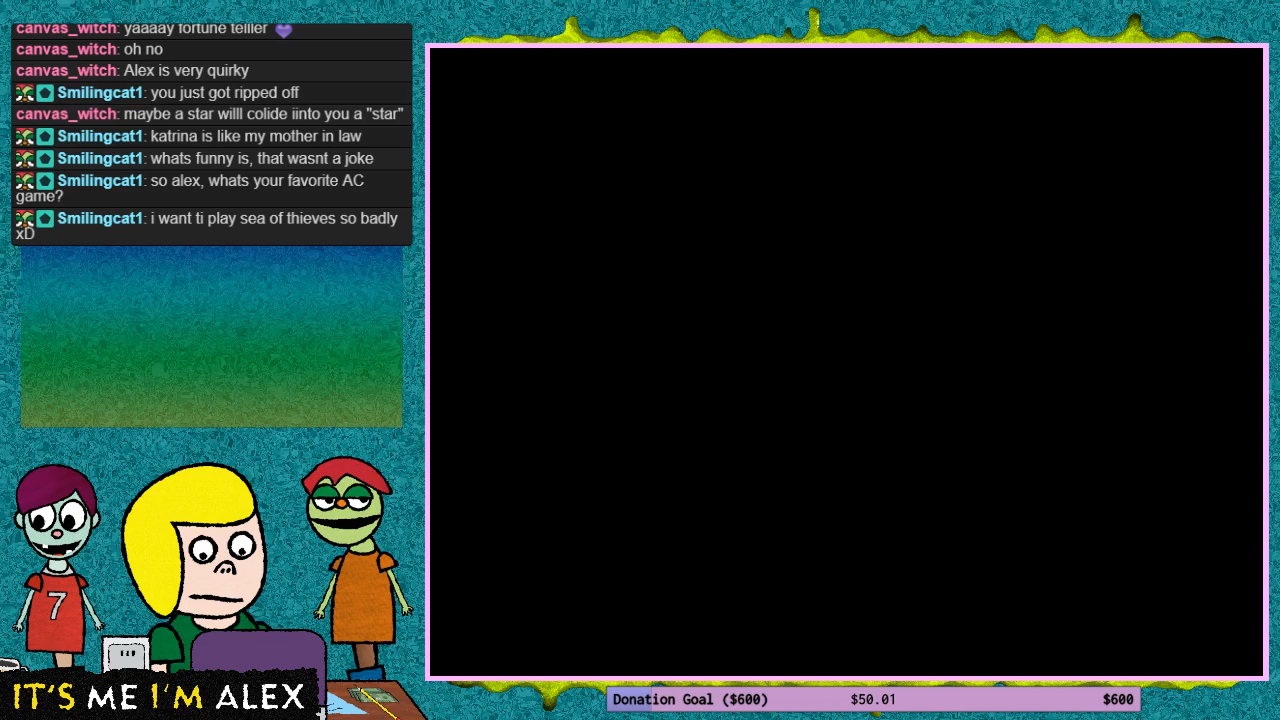 canvas_witch: yaaaay fortune tellier
canvas_witch: oh no
canvas_witch: Alex is very quirky
Smilingcat1: you just got ripped off
canvas_witch: maybe a star willl colide iinto you a "star"
Smilingcat1: katrina is like my mother in law
Smilingcat1: whats funny is, that wasnt a joke
Smilingcat1: so alex, whats your favorite AC
game?
Smilingcat1: i want ti play sea of thieves so badly
xD
7
IT'S ME I'M ALEX
Donation Goal ($600) $50.01 $600